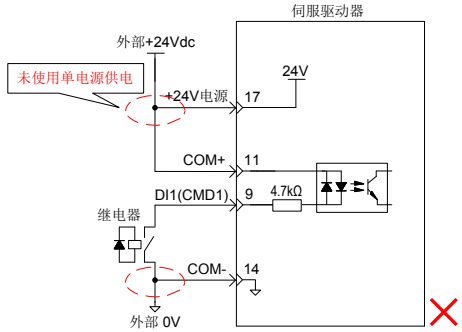 伺服驱动器
外部+24Vdc
未使用单电源供电
24V
+24V电源
17
COM+
11
DI1(CMD1)
9
4.7kΩ
继电器
COM-
14
外部 0V